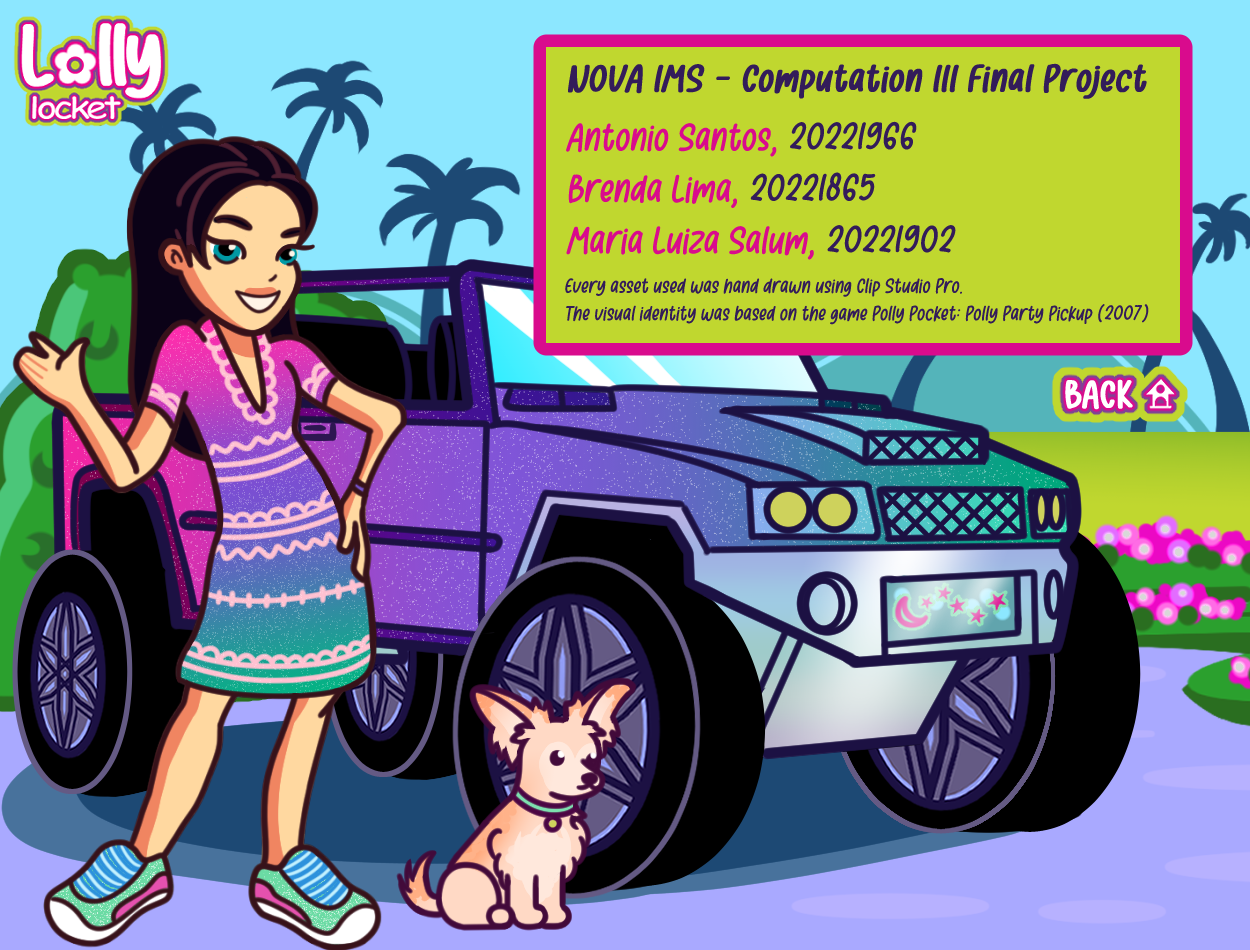 Lolly
locket
NOVA IMS - Computation III Final Project
Antonio Santos, 20221966
Brenda Lima, 20221865
Maria Luiza Salum, 20221902
Every asset used was hand drawn using Clip Studio Pro.
The visual identity was based on the game Polly Pocket: Polly Party Pickup (2007)
BACK